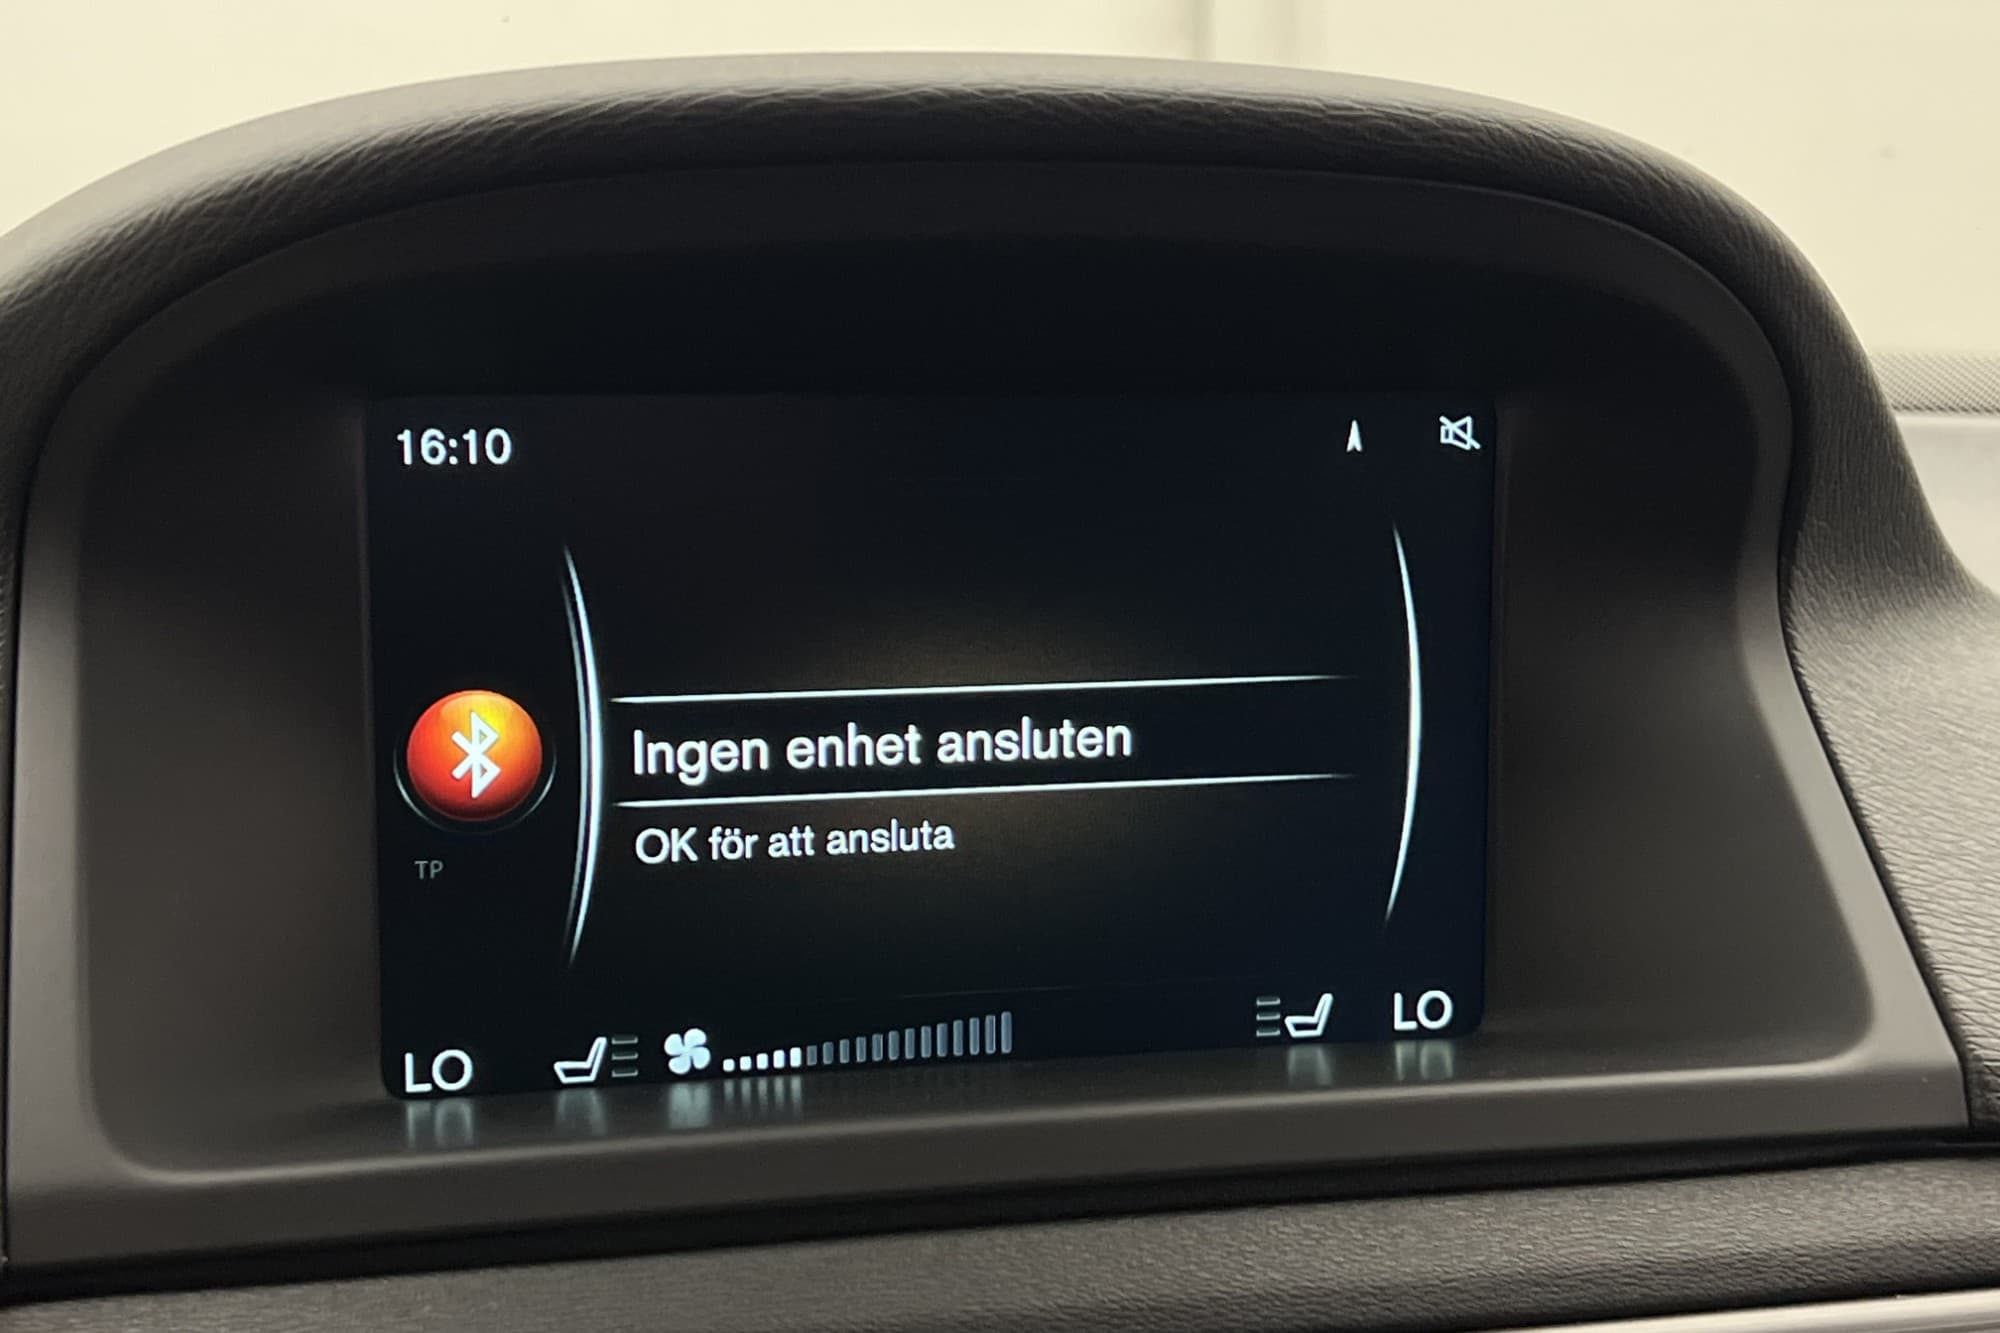 16:10
Ingen enhet ansluten
OK för att ansluta
TP
LO
LO